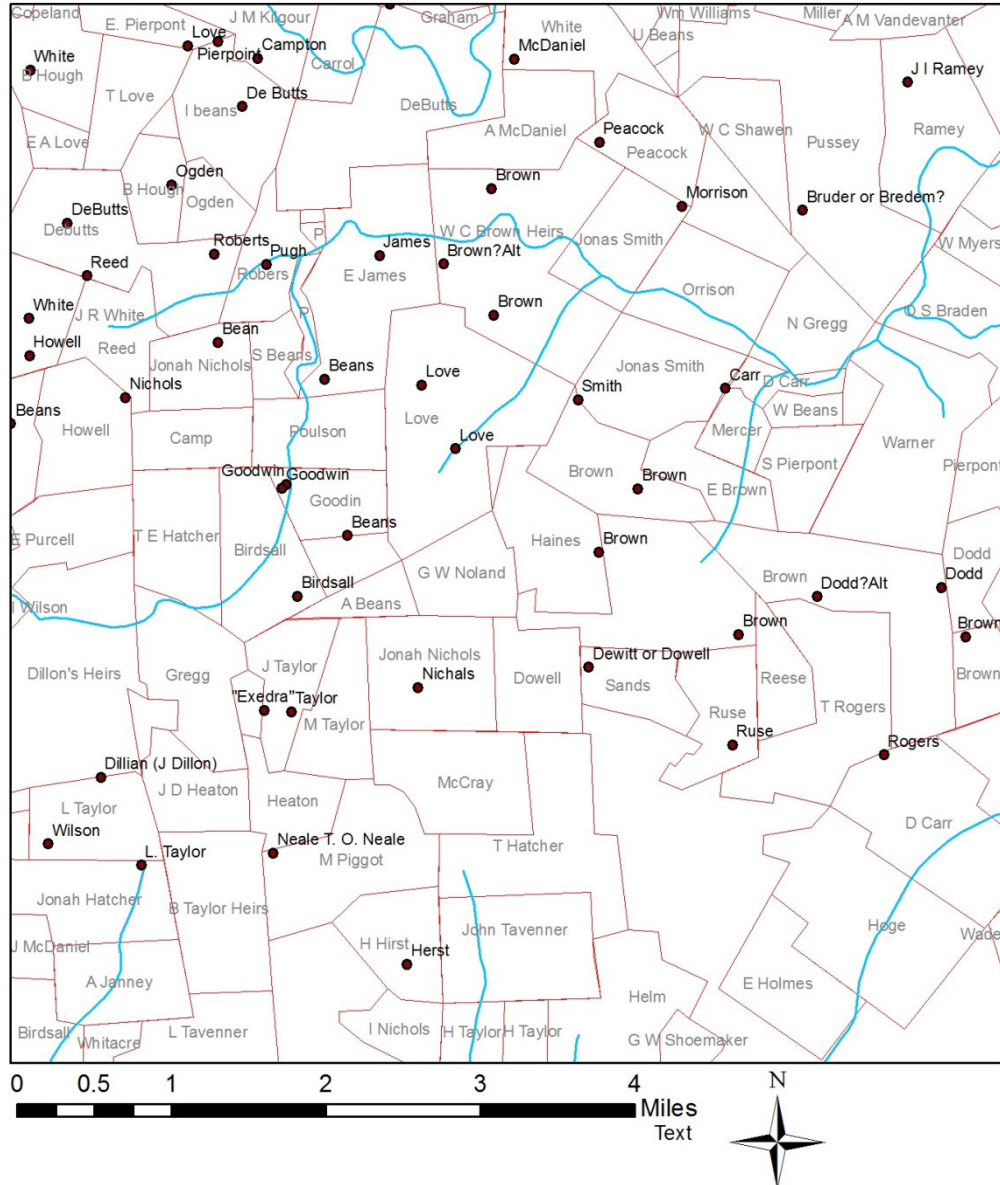 Copeland
E. Pierpont
J M Kilgour
Graham
White
Wm Williams
Miller
A M Vandevanter
Love
Pierpoint
Campton
Carrol
McDaniel
U Beans
White
B Hough
T Love
De Butts
I beans
DeButts
J I Ramey
E A Love
A McDaniel
Peacock
Peacock
W C Shawen
Pussey
Ramey
Ogden
B Hough
Ogden
Brown
Morrison
Bruder or Bredem?
DeButts
Debutts
P
W C Brown Heirs
Jonas Smith
W Myers
Roberts
Pugh
Robers
James
E James
Brown?Alt
Reed
Orrison
White
J R White
P
Brown
N Gregg
O S Braden
Howell
Reed
Bean
Jonah Nichols
S Beans
Beans
Love
Jonas Smith
Carr
D Carr
Nichols
Smith
W Beans
Beans
Howell
Camp
Poulson
Love
Love
Mercer
Warner
Goodwin
Goodwin
Goodin
Brown
Brown
E Brown
S Pierpont
Pierpont
E Purcell
T E Hatcher
Birdsall
Beans
Haines
Brown
Dodd
G W Noland
Brown
Dodd?Alt
Dodd
Wilson
Birdsall
A Beans
Brown
Brown
Dillon's Heirs
Gregg
J Taylor
Jonah Nichols
Nichals
Dowell
Dewitt or Dowell
Sands
Reese
Brown
"Exedra"
Taylor
M Taylor
Ruse
Ruse
T Rogers
Rogers
Dillian (J Dillon)
J D Heaton
Heaton
McCray
L Taylor
D Carr
Wilson
L. Taylor
Neale T. O. Neale
M Piggot
T Hatcher
Jonah Hatcher
B Taylor Heirs
Hoge
J McDaniel
H Hirst
Herst
John Tavenner
Wade
A Janney
E Holmes
Helm
Birdsall
Whitacre
L Tavenner
I Nichols
H Taylor
H Taylor
G W Shoemaker
0 0.5 1 2 3 4
Miles
Text
N